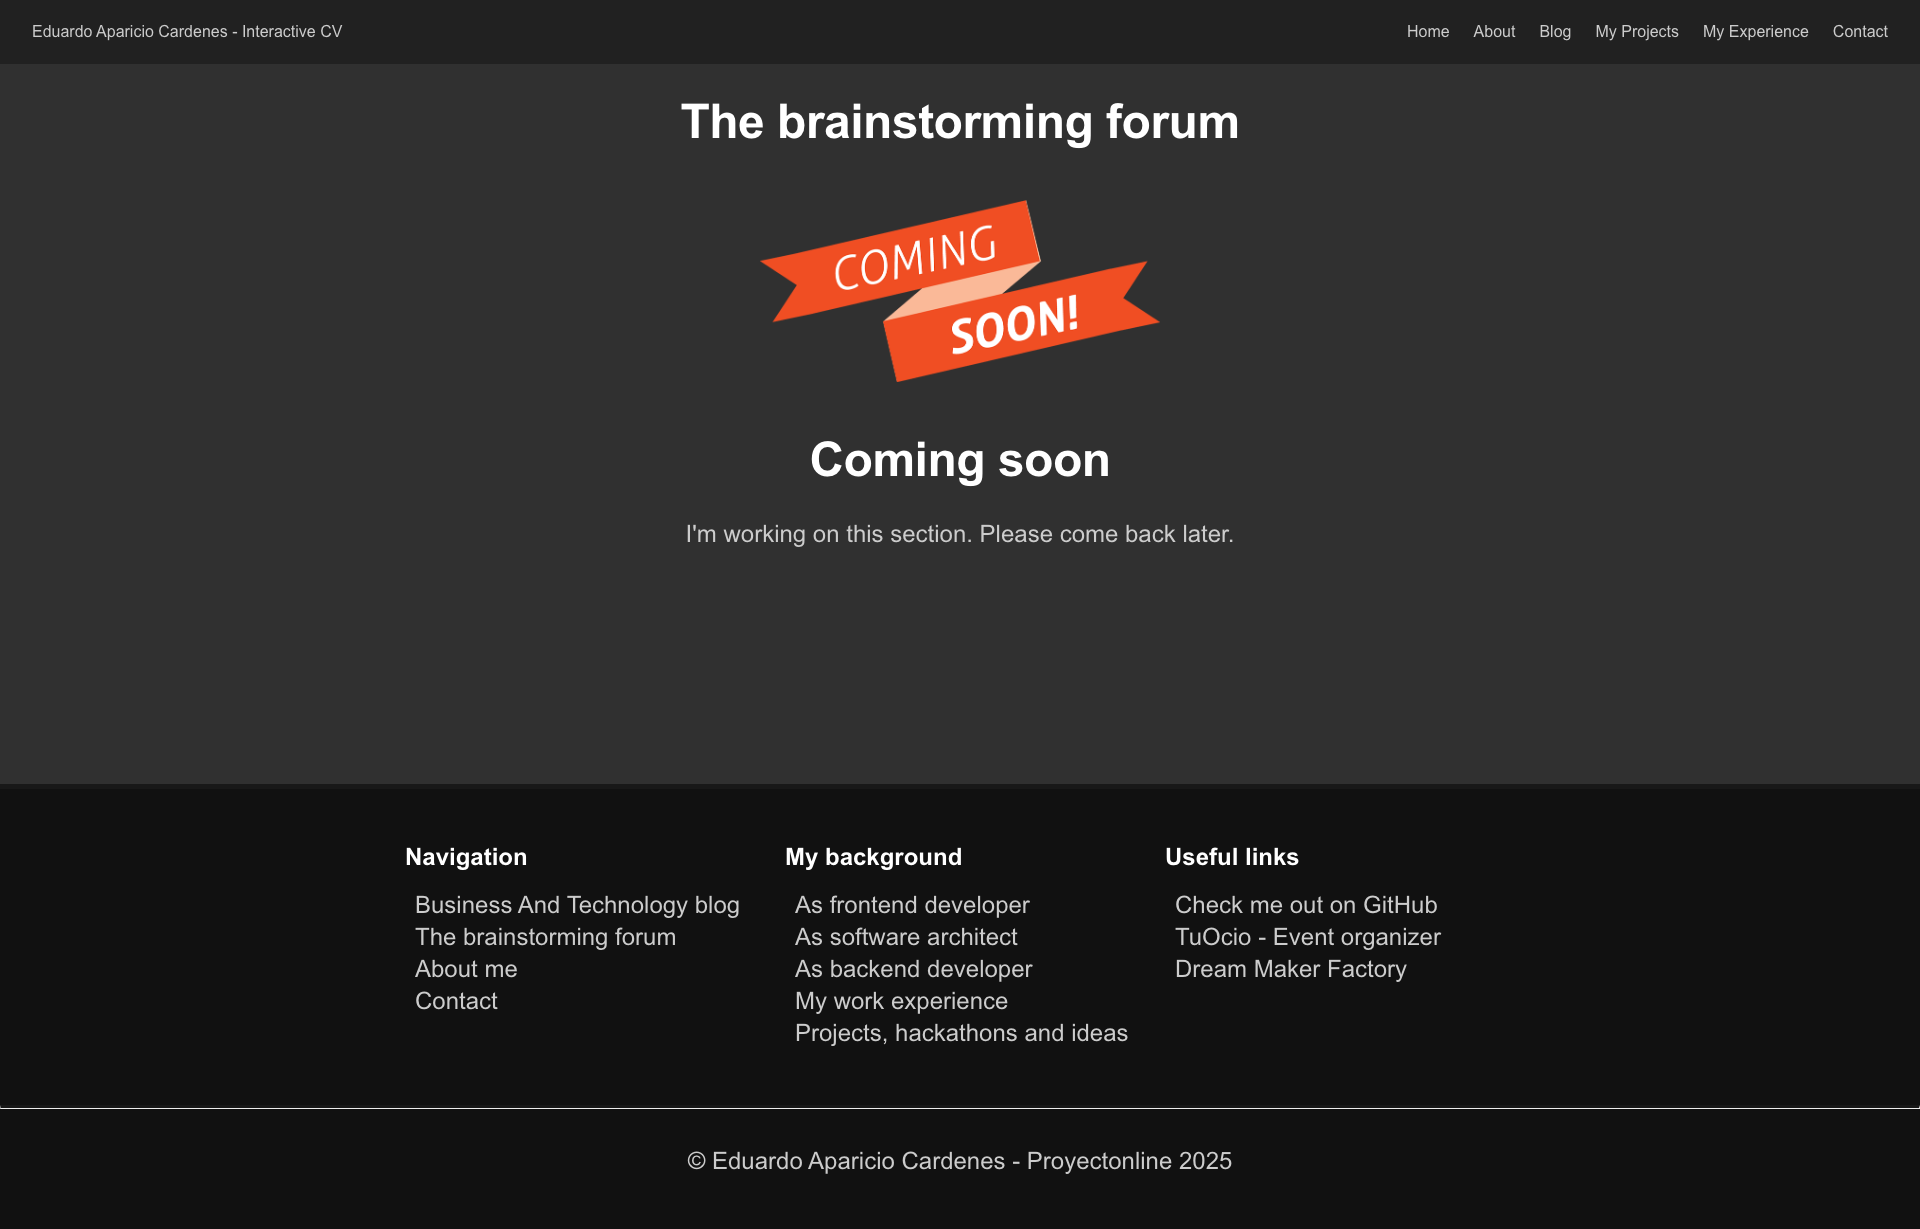 Eduardo Aparicio Cardenes - Interactive CV
Home About Blog My Projects My Experience Contact
The brainstorming forum
COMING
SOON!
Coming soon
I'm working on this section. Please come back later.
Navigation
Business And Technology blog
The brainstorming forum
About me
Contact
My background
As frontend developer
As software architect
As backend developer
My work experience
Projects, hackathons and ideas
Useful links
Check me out on GitHub
TuOcio - Event organizer
Dream Maker Factory
© Eduardo Aparicio Cardenes - Proyectonline 2025